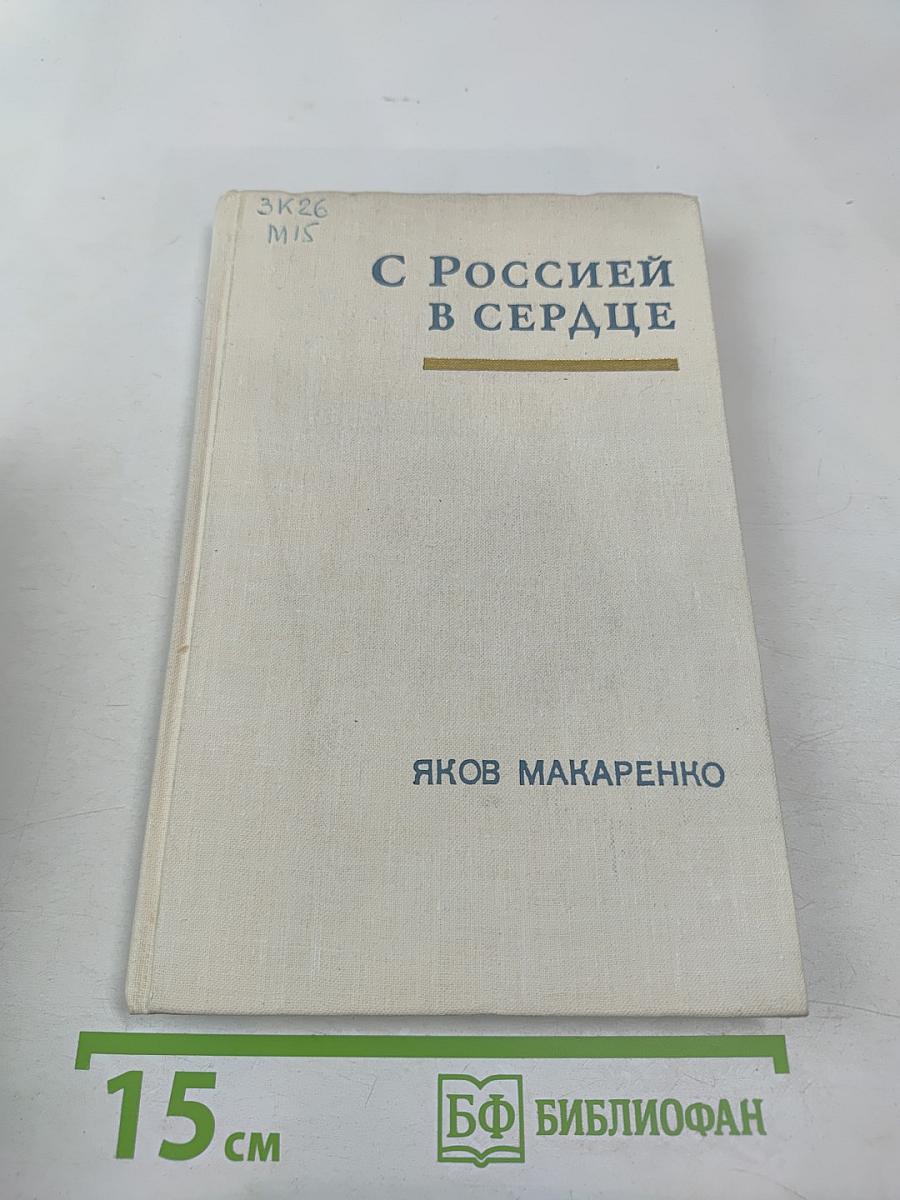 3К26
М15
С РОССИЕЙ
В СЕРДЦЕ
ЯКОВ МАКАРЕНКО
15 см
БФ БИБЛИОФАН